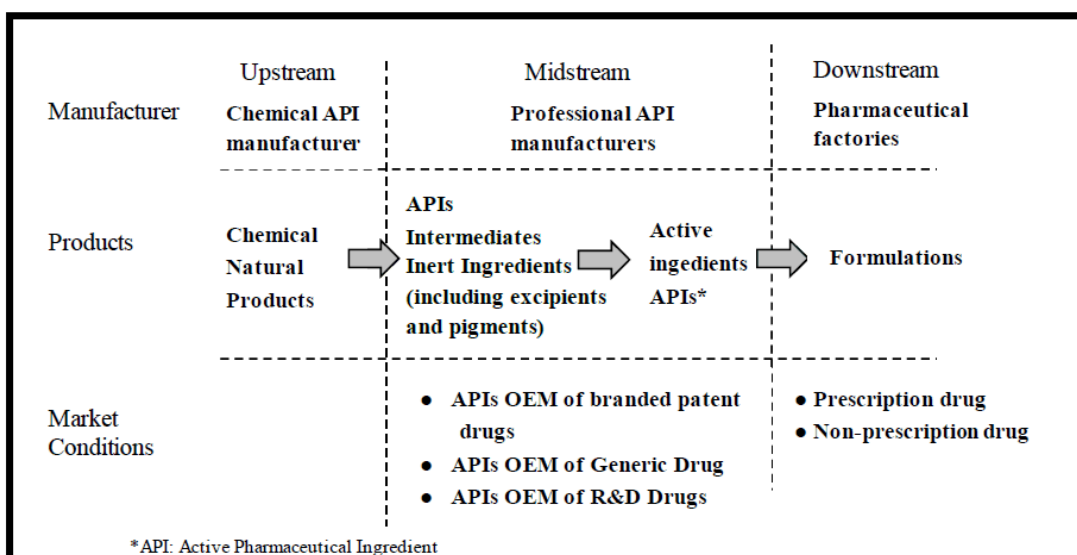 Upstream Midstream Downstream
Manufacturer
Chemical API
manufacturer
Professional API
manufacturers
Pharmaceutical
factories
Products
Chemical
Natural
Products
APIs
Intermediates
Inert Ingredients
(including excipients
and pigments)
Active
ingedients
APIs*
Formulations
Market
Conditions
● APIs OEM of branded patent
drugs
● APIs OEM of Generic Drug
● APIs OEM of R&D Drugs
● Prescription drug
● Non-prescription drug
*API: Active Pharmaceutical Ingredient